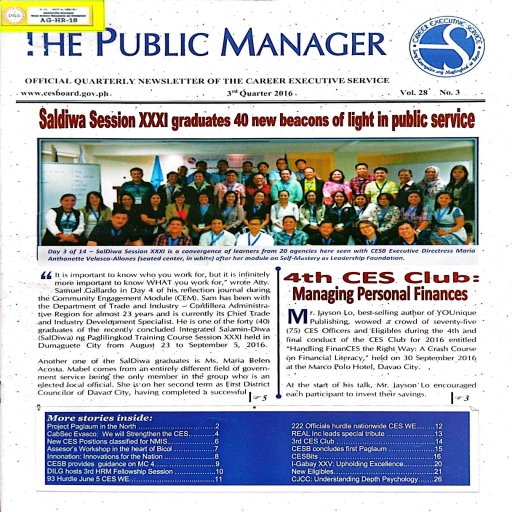 DILG
AG-HR-18
THE PUBLIC MANAGER
CAREER EXECUTIVE SERVICE
OFFICIAL QUARTERLY NEWSLETTER OF THE CAREER EXECUTIVE SERVICE
www.cesboard.gov.ph 3rd Quarter 2016 Vol. 28 No. 3
Saldiwa Session XXXI graduates 40 new beacons of light in public service
Day 3 of 14 – SalDiwa Session XXXI is a convergence of learners from 20 agencies here seen with CESB Executive Directress Maria
Anthonette Velasco-Allones (seated center, in white) after her module on Self-Mastery as Leadership Foundation.
“ It is important to know who you work for, but it is infinitely
more important to know WHAT you work for,” wrote Atty.
Samuel Gallardo in Day 4 of his reflection journal during the
Community Engagement Module (CEM). Sam has been with
the Department of Trade and Industry – Cordillera Administra-
tive Region for almost 23 years and is currently its Chief Trade
and Industry Development Specialist. He is one of the forty (40)
graduates of the recently concluded Integrated Salamin-Diwa
(SalDiwa) ng Paglilingkod Training Course Session XXXI held in
Dumaguete City from August 23 to September 5, 2016.
Another one of the SalDiwa graduates is Ms. Maria Belen
Acosta. Mabel comes from an entirely different field of govern-
ment service being the only member in the group who is an
elected local official. She is on her second term as First District
Councilor of Davao City, having completed a successful
5
4th CES Club:
Managing Personal Finances
Mr. Jayson Lo, best-selling author of YOUnique
Publishing, wowed a crowd of seventy-five
(75) CES Officers and Eligibles during the 4th and
final conduct of the CES Club for 2016 entitled
“Handling FinanCES the Right Way: A Crash Course
on Financial Literacy,” held on 30 September 2016
at the Marco Polo Hotel, Davao City.
At the start of his talk, Mr. Jayson Lo encouraged
each participant to invest their savings.
3
More stories inside:
Project Paglaum in the North ...2
CabSec Evasco: We will Strengthen the CES...4
New CES Positions classified for NMIS...6
Assesor's Workshop in the heart of Bicol ...7
Innonation: Innovations for the Nation ...8
CESB provides guidance on MC 4...9
DILG hosts 3rd HRM Fellowship Session ...10
93 Hurdle June 5 CES WE...11
222 Officials hurdle nationwide CES WE...12
REAL Inc leads special tribute ...13
3rd CES Club ...14
CESB concludes first Paglaum ...15
CESBits ...16
I-Gabay XXV: Upholding Excellence...20
New Eligibles...21
CJCC: Understanding Depth Psychology...26